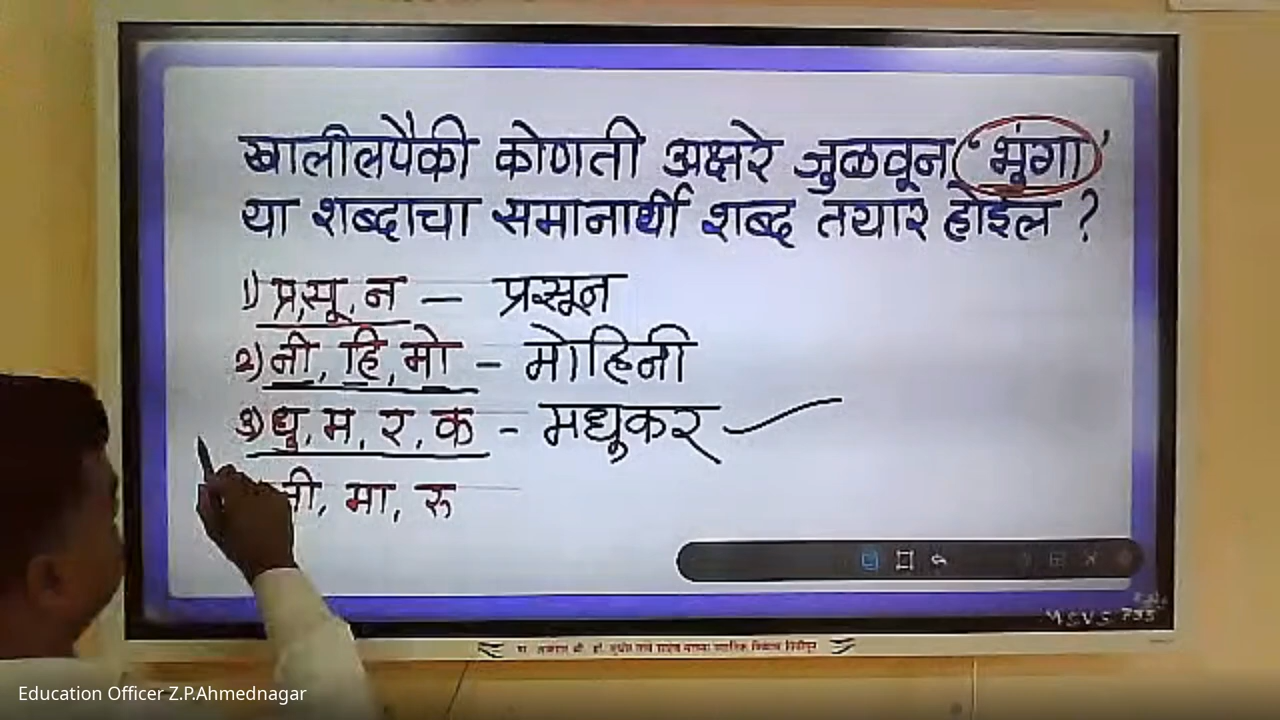 खालीलपैकी कोणती अक्षरे जुळवून 'भुंगा'
या शब्दाचा समानार्थी शब्द तयार होईल ?
१) प्र,सू,न — प्रसून
२) नी, हि, मो - मोहिनी
३) धु, म, र, क - मधुकर
नी, मा, रु
Education Officer Z.P.Ahmednagar